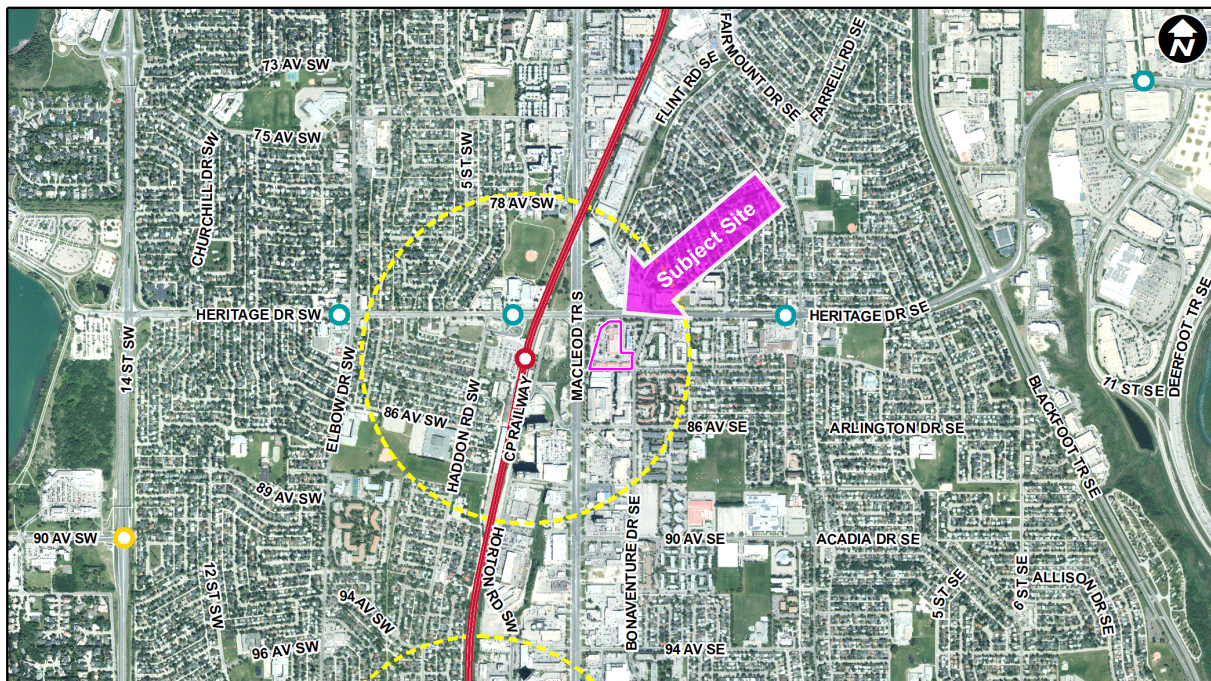 N
73 AV SW
FAIRMOUNT DR SE
FARRELL RD SE
FLINT RD SE
75 AV SW
CHURCHILL DR SW
5 ST SW
78 AV SW
Subject Site
HERITAGE DR SW
HERITAGE DR SE
MACLEOD TR S
14 ST SW
ELBOW DR SW
DEERFOOT TR SE
11 ST SE
86 AV SW
HADDON RD SW
CP RAILWAY
86 AV SE
ARLINGTON DR SE
BLACKFOOT TR SE
89 AV SW
90 AV SW
HORTON RD SW
BONAVENTURE DR SE
90 AV SE
ACADIA DR SE
12 ST SW
94 AV SW
5 ST SE
6 ST SE
ALLISON DR SE
96 AV SW
94 AV SE